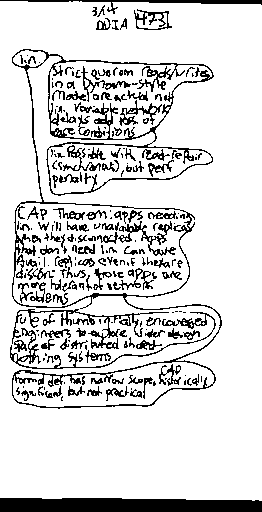 3/14
DDIA 473
lin
Strict quorum reads/writes
in a Dynamo-style
model are actual not
lin. Variable network
delays add lots of
race conditions
lin possible with read-repair
(synchronous), but perf
penalty
CAP Theorem: apps needing
lin will have unavailable replicas
when they disconnected. Apps
that don't need lin can have
avail. replicas even if there are
discon. Thus, those apps are
more tolerant of network
problems
rule of thumb initially, encouraged
engineers to explore wider design
space of distributed shared
nothing systems
formal def. has narrow scope, CAP historically
significant, but not practical